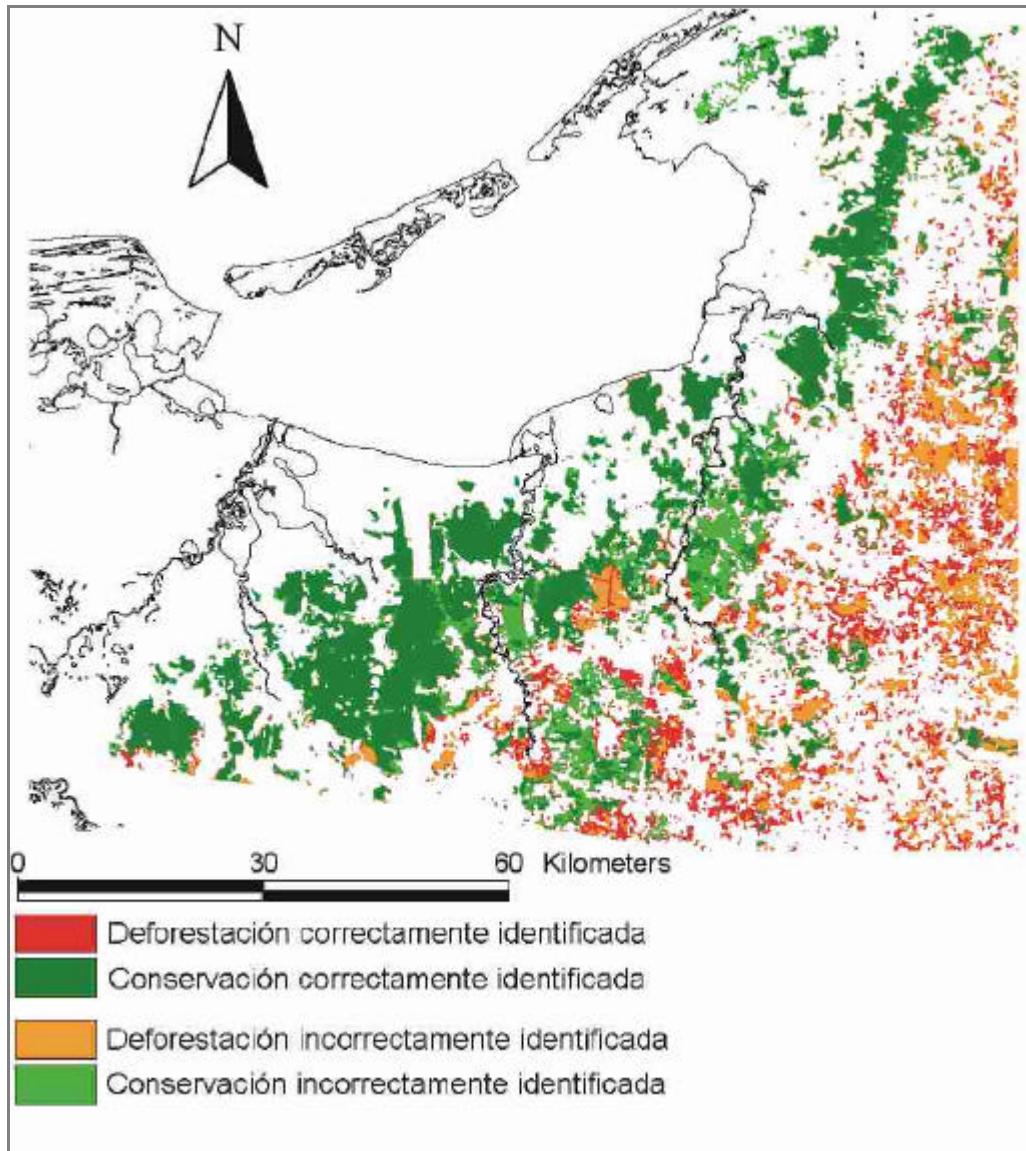 N
0 30 60 Kilometers
Deforestación correctamente identificada
Conservación correctamente identificada
Deforestación incorrectamente identificada
Conservación incorrectamente identificada